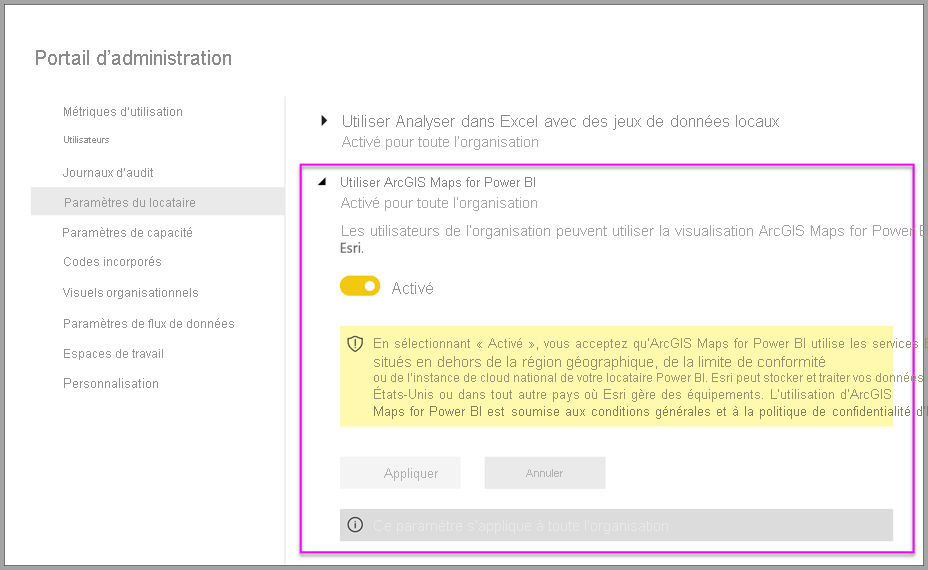 Portail d'administration
Métriques d'utilisation
Utilisateurs
Journaux d'audit
Paramètres du locataire
Paramètres de capacité
Codes incorporés
Visuels organisationnels
Paramètres de flux de données
Espaces de travail
Personnalisation
Utiliser Analyser dans Excel avec des jeux de données locaux
Activé pour toute l'organisation
Utiliser ArcGIS Maps for Power BI
Activé pour toute l'organisation
Les utilisateurs de l'organisation peuvent utiliser la visualisation ArcGIS Maps for Power
Esri.
Activé
En sélectionnant « Activé », vous acceptez qu'ArcGIS Maps for Power BI utilise les services
situés en dehors de la région géographique, de la limite de conformité
ou de l'instance de cloud national de votre locataire Power BI. Esri peut stocker et traiter vos données
États-Unis ou dans tout autre pays où Esri gère des équipements. L'utilisation d'ArcGIS
Maps for Power BI est soumise aux conditions générales et à la politique de confidentialité
Appliquer
Annuler
Ce paramètre s'applique à toute l'organisation